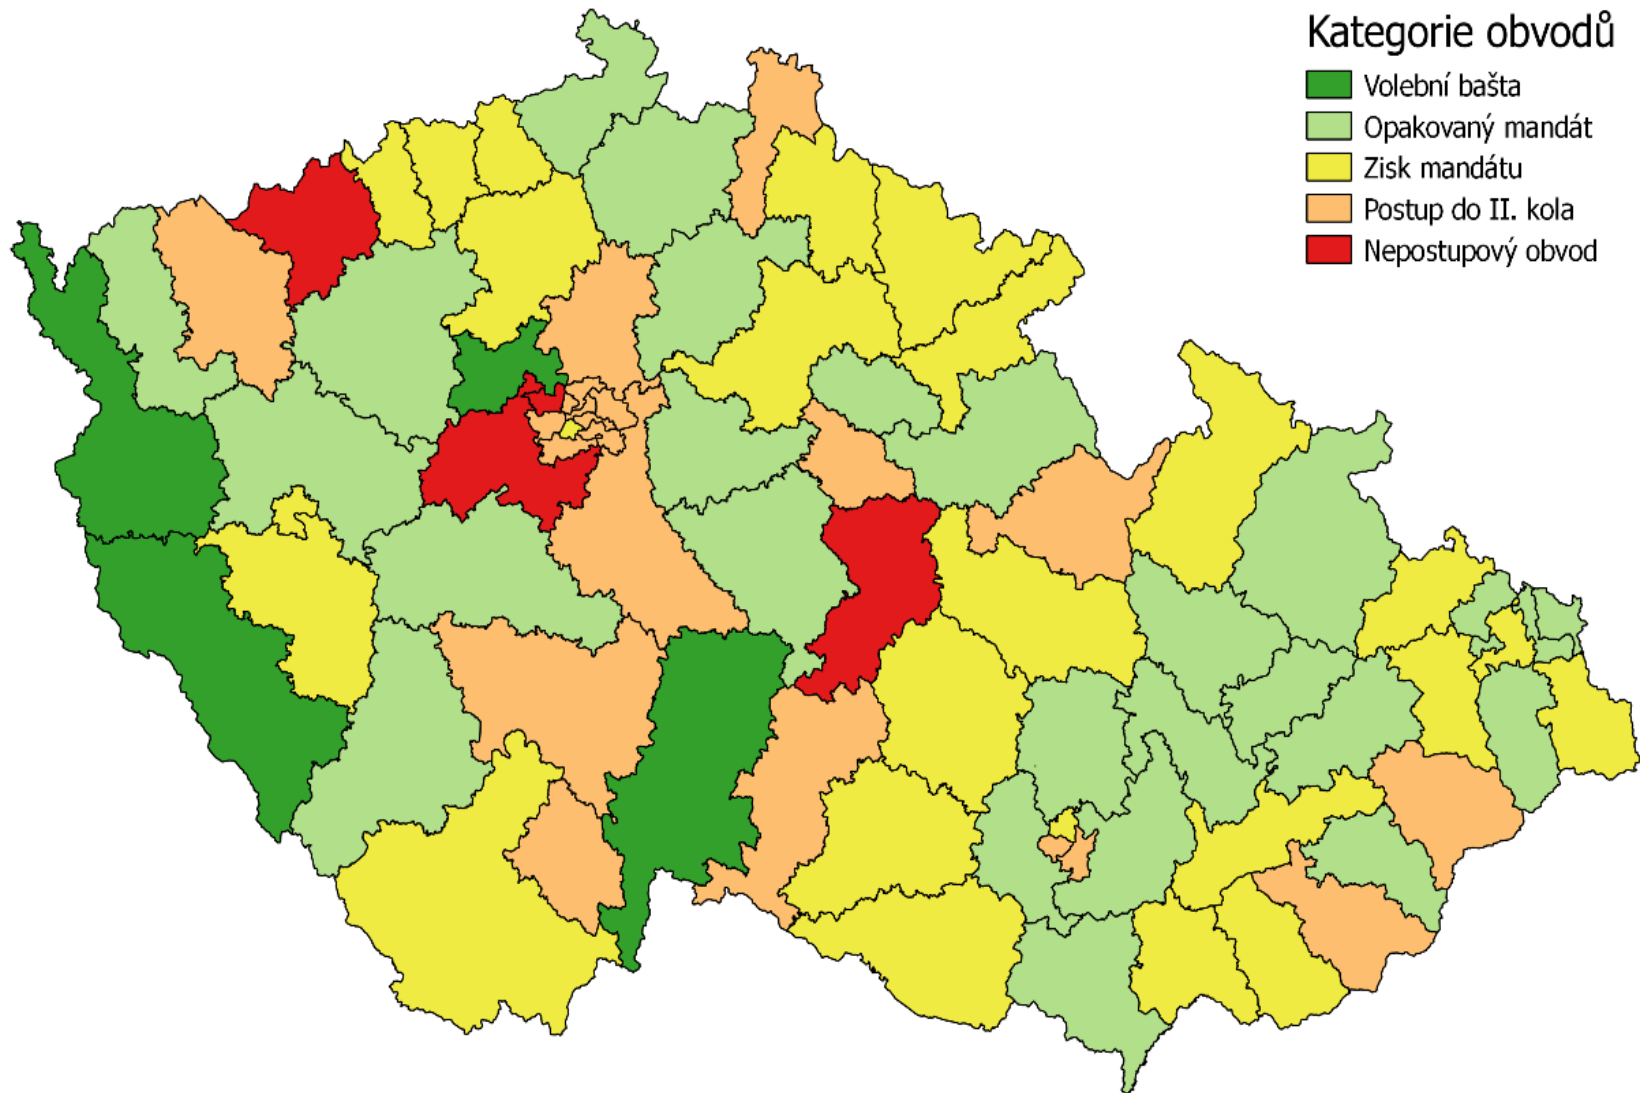 Kategorie obvodů
Volební bašta
Opakovaný mandát
Zisk mandátu
Postup do II. kola
Nepostupový obvod